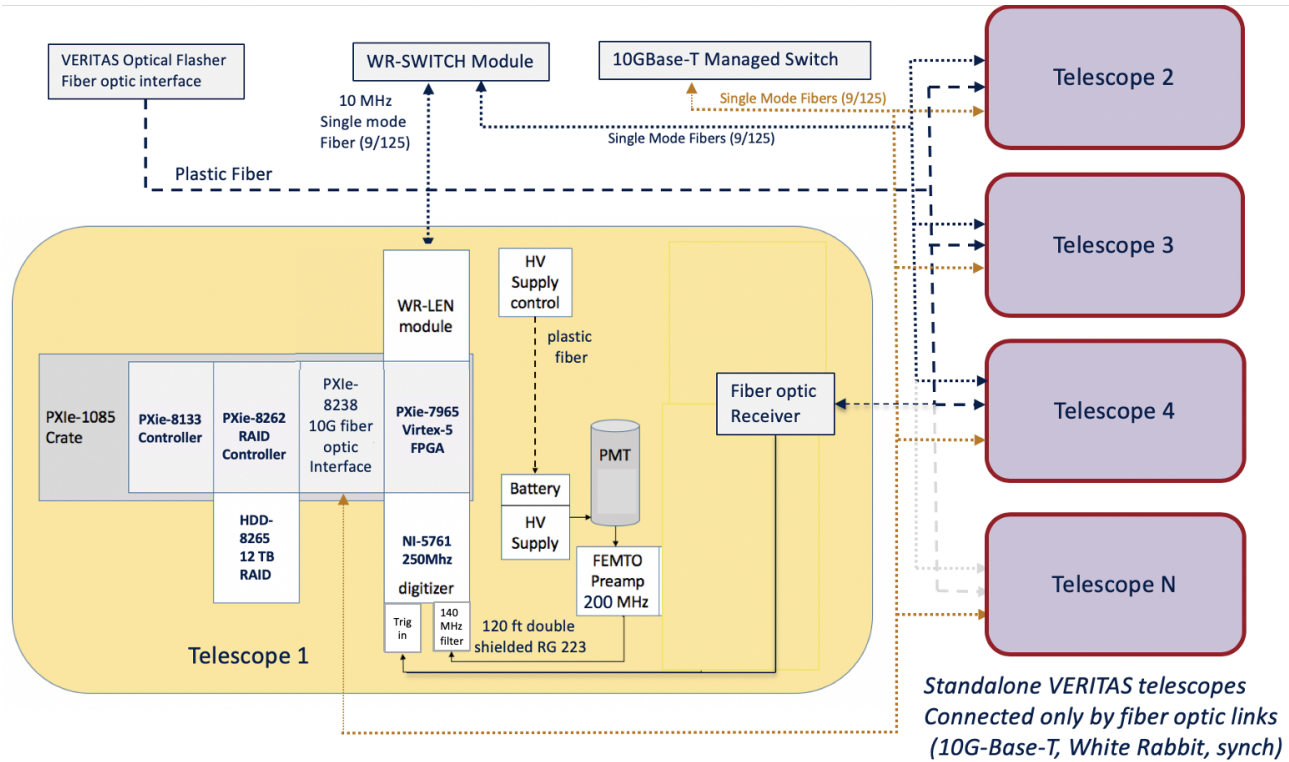 VERITAS Optical Flasher
Fiber optic interface
WR-SWITCH Module
10GBase-T Managed Switch
Telescope 2
10 MHz
Single mode
Fiber (9/125)
Single Mode Fibers (9/125)
Single Mode Fibers (9/125)
Plastic Fiber
Telescope 3
HV
Supply
control
WR-LEN
module
plastic
fiber
PXIe-1085
Crate
PXie-8133
Controller
PXie-8262
RAID
Controller
PXIe-
8238
10G fiber
optic
Interface
PXie-7965
Virtex-5
FPGA
Fiber optic
Receiver
Telescope 4
PMT
Battery
HV
Supply
HDD-
8265
12 TB
RAID
NI-5761
250Mhz
digitizer
FEMTO
Preamp
200 MHz
Trig
in
140
MHz
filter
120 ft double
shielded RG 223
Telescope N
Telescope 1
Standalone VERITAS telescopes
Connected only by fiber optic links
(10G-Base-T, White Rabbit, synch)